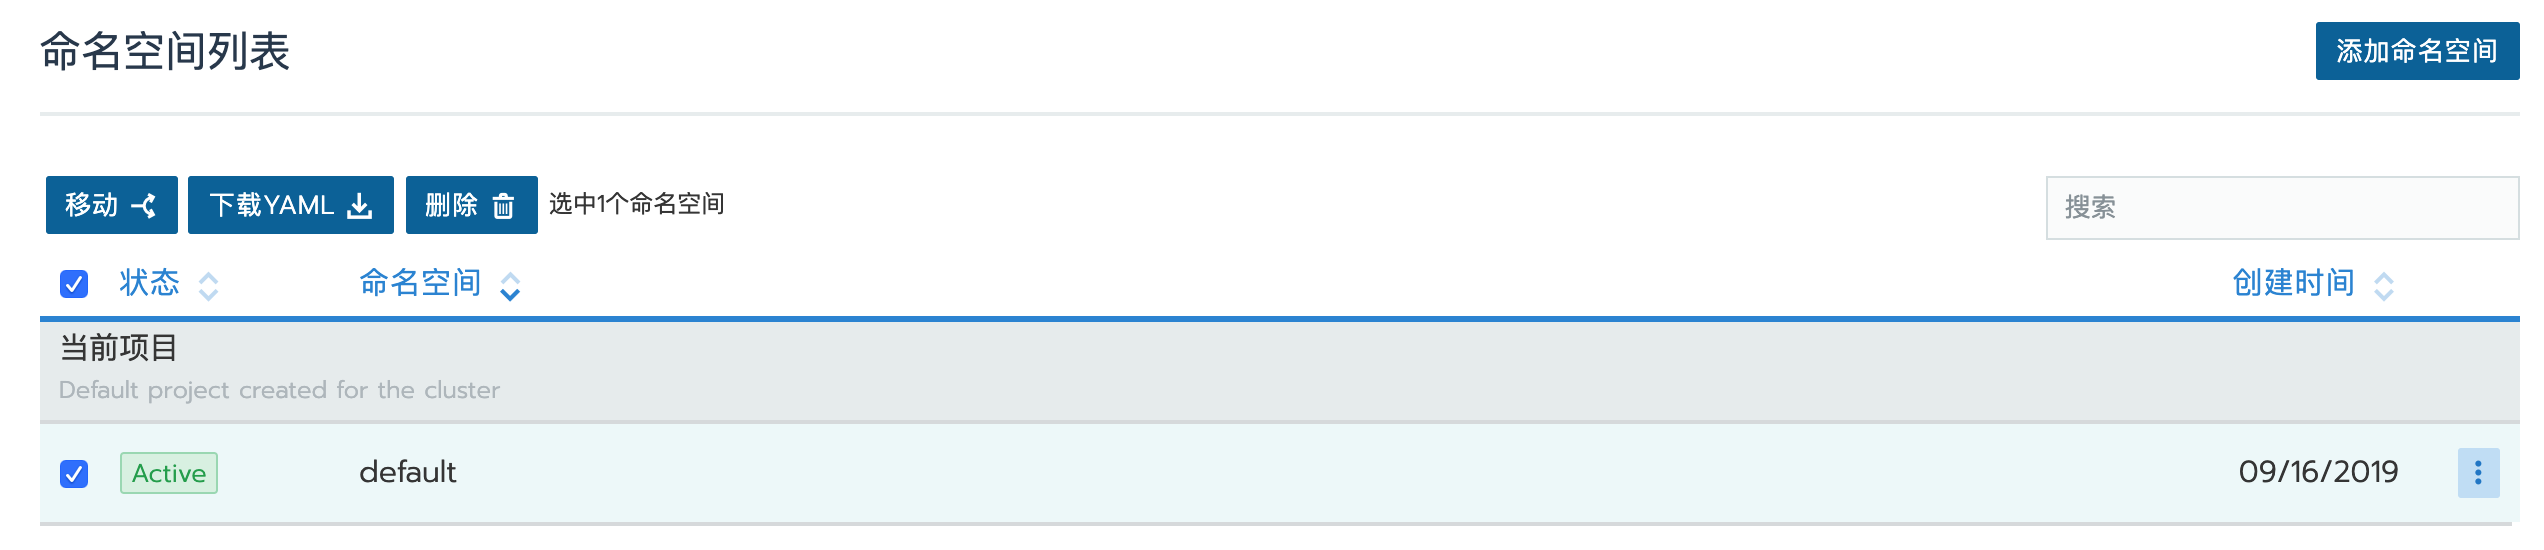 命名空间列表
添加命名空间
移动 下载YAML 删除 选中1个命名空间
搜索
状态 命名空间 创建时间
当前项目
Default project created for the cluster
Active default 09/16/2019